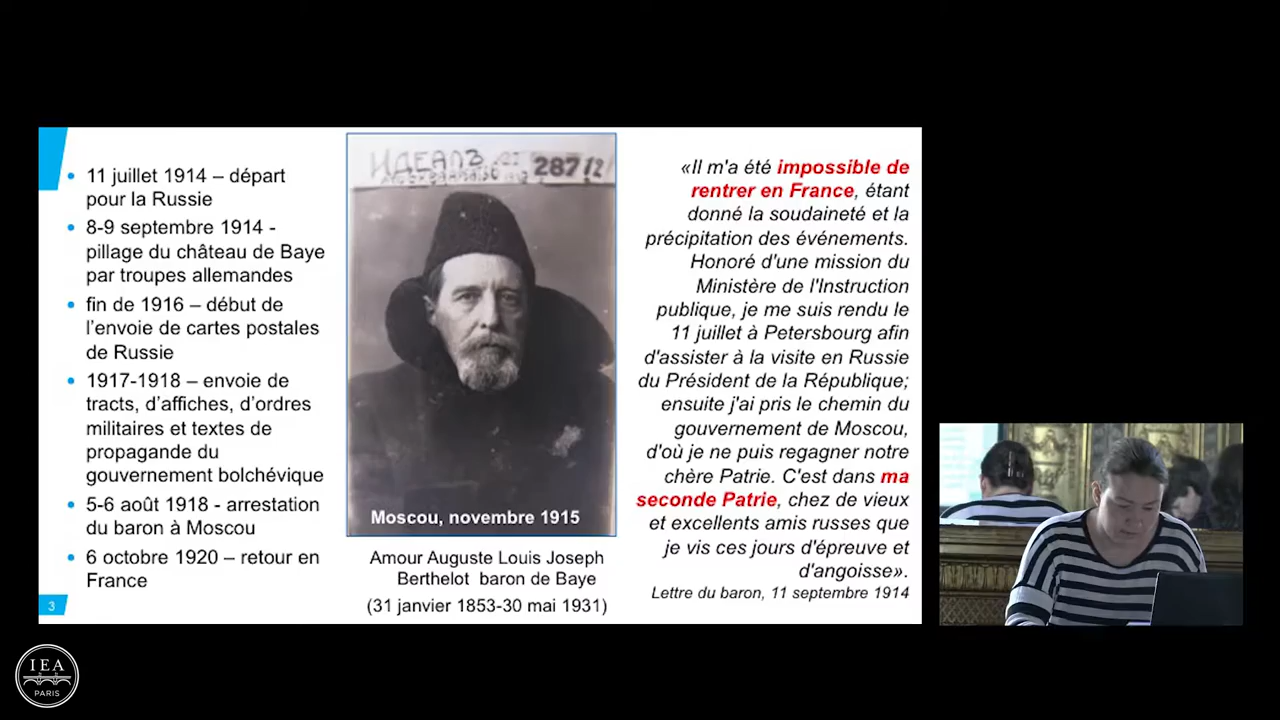 11 juillet 1914 – départ
pour la Russie
8-9 septembre 1914 -
pillage du château de Baye
par troupes allemandes
fin de 1916 – début de
l'envoie de cartes postales
de Russie
1917-1918 – envoie de
tracts, d'affiches, d'ordres
militaires et textes de
propagande du
gouvernement bolchévique
5-6 août 1918 - arrestation
du baron à Moscou
6 octobre 1920 – retour en
France
3
ИДЕАЛЪ
287/2
Moscou, novembre 1915
Amour Auguste Louis Joseph
Berthelot baron de Baye
(31 janvier 1853-30 mai 1931)
«Il m'a été impossible de
rentrer en France, étant
donné la soudaineté et la
précipitation des événements.
Honoré d'une mission du
Ministère de l'Instruction
publique, je me suis rendu le
11 juillet à Petersbourg afin
d'assister à la visite en Russie
du Président de la République;
ensuite j'ai pris le chemin du
gouvernement de Moscou,
d'où je ne puis regagner notre
chère Patrie. C'est dans ma
seconde Patrie, chez de vieux
et excellents amis russes que
je vis ces jours d'épreuve et
d'angoisse».
Lettre du baron, 11 septembre 1914
IEA
PARIS